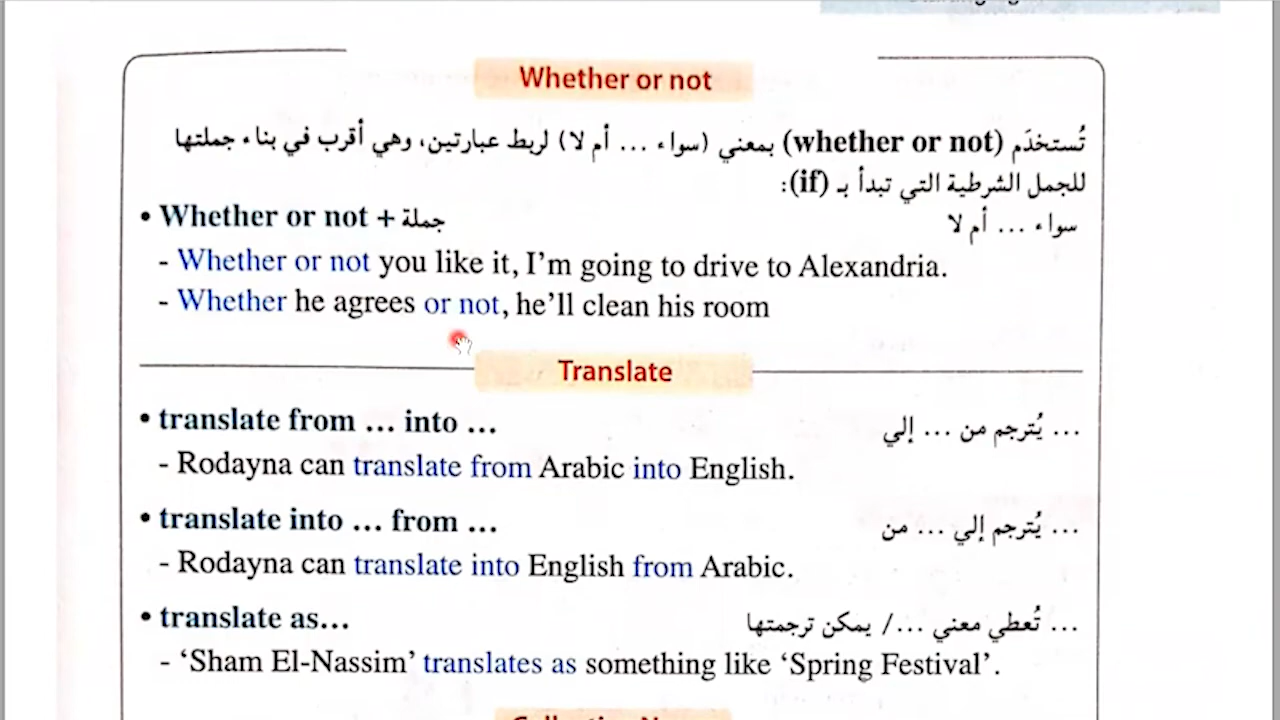 Whether or not
تُستخدَم (whether or not) بمعني (سواء ... أم لا) لربط عبارتين، وهي أقرب في بناء جملتها
للجمل الشرطية التي تبدأ بـ (if):
• Whether or not + جملة سواء ... أم لا
- Whether or not you like it, I'm going to drive to Alexandria.
- Whether he agrees or not, he'll clean his room
Translate
• translate from ... into ... ... يُترجم من ... إلي
- Rodayna can translate from Arabic into English.
• translate into ... from ... ... يُترجم إلي ... من
- Rodayna can translate into English from Arabic.
• translate as... ... تُعطي معني .../ يمكن ترجمتها
- ‘Sham El-Nassim’ translates as something like ‘Spring Festival’.